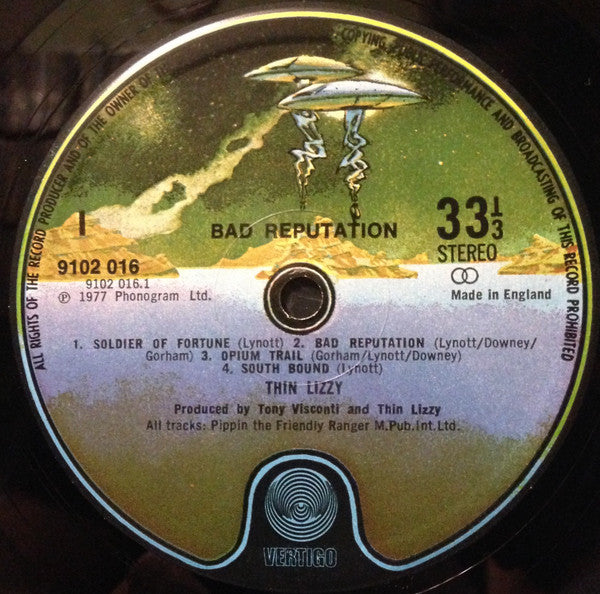 ALL RIGHTS OF THE RECORD PRODUCER AND OF THE OWNER OF
COPYING, PUBLIC PERFORMANCE AND BROADCASTING OF THIS RECORD PROHIBITED
1
BAD REPUTATION
33⅓
STEREO
9102 016
9102 016.1
℗ 1977 Phonogram Ltd.
Made in England
1. SOLDIER OF FORTUNE (Lynott) 2. BAD REPUTATION (Lynott/Downey/
Gorham) 3. OPIUM TRAIL (Gorham/Lynott/Downey)
4. SOUTH BOUND (Lynott)
THIN LIZZY
Produced by Tony Visconti and Thin Lizzy
All tracks: Pippin the Friendly Ranger M.Pub.Int.Ltd.
VERTIGO